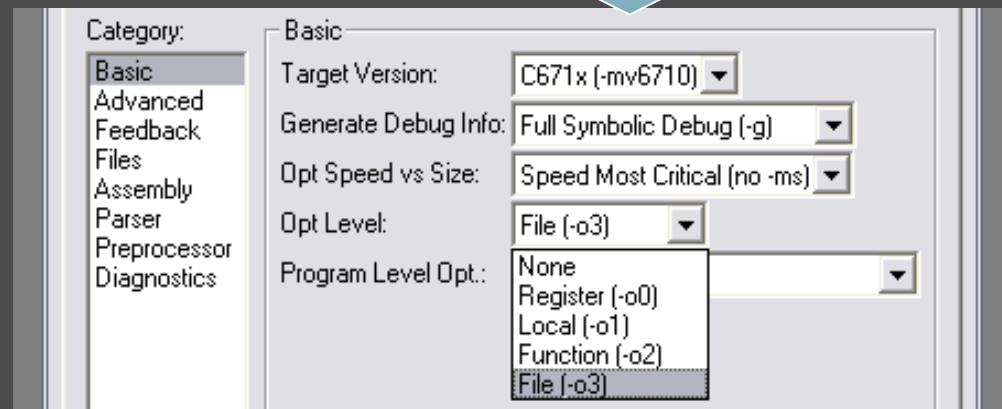 Category:
Basic
Advanced
Feedback
Files
Assembly
Parser
Preprocessor
Diagnostics
Basic
Target Version: C671x (-mv6710)
Generate Debug Info: Full Symbolic Debug (-g)
Opt Speed vs Size: Speed Most Critical (no -ms)
Opt Level: File (-o3)
Program Level Opt.:
None
Register (-o0)
Local (-o1)
Function (-o2)
File (-o3)